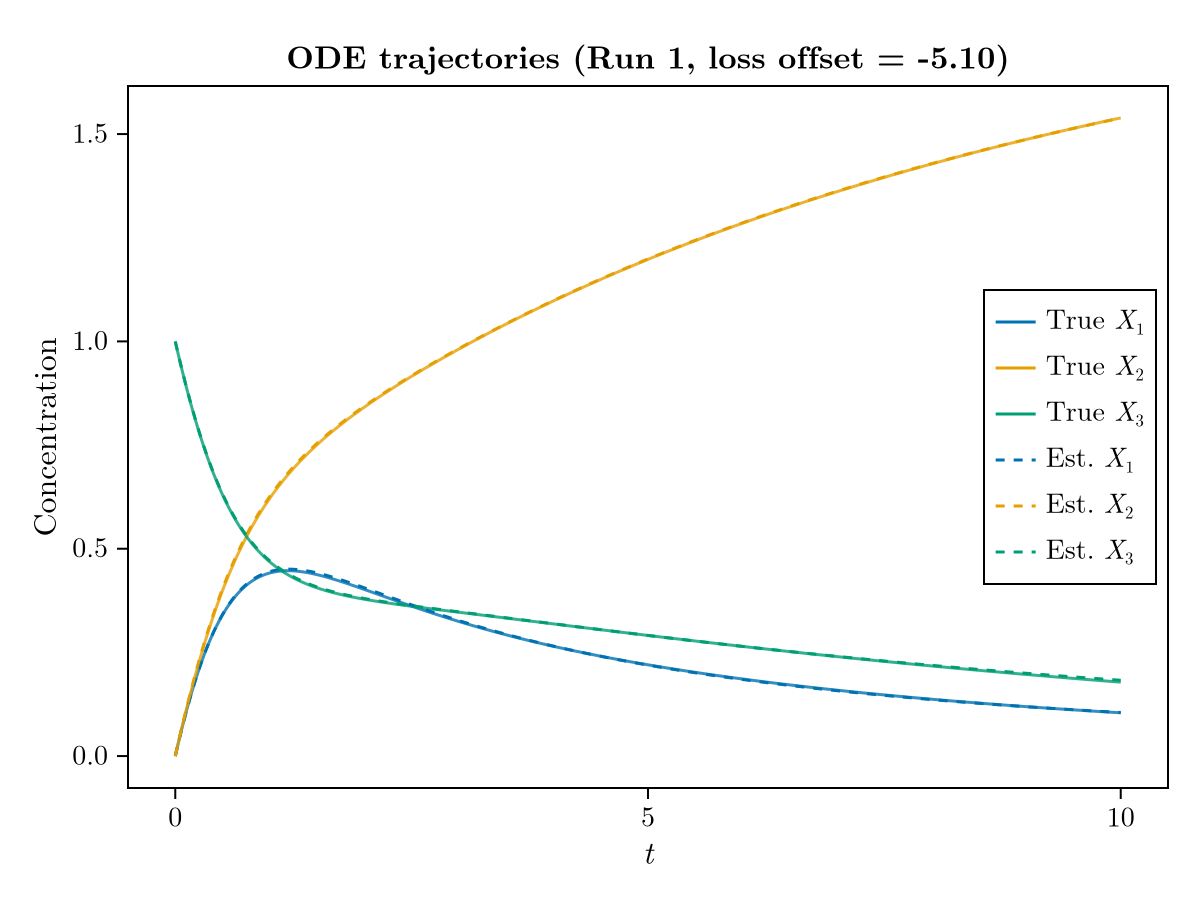 ODE trajectories (Run 1, loss offset = -5.10)
Concentration
1.5
1.0
0.5
0.0
True X₁
True X₂
True X₃
Est. X₁
Est. X₂
Est. X₃
0 5 10
t